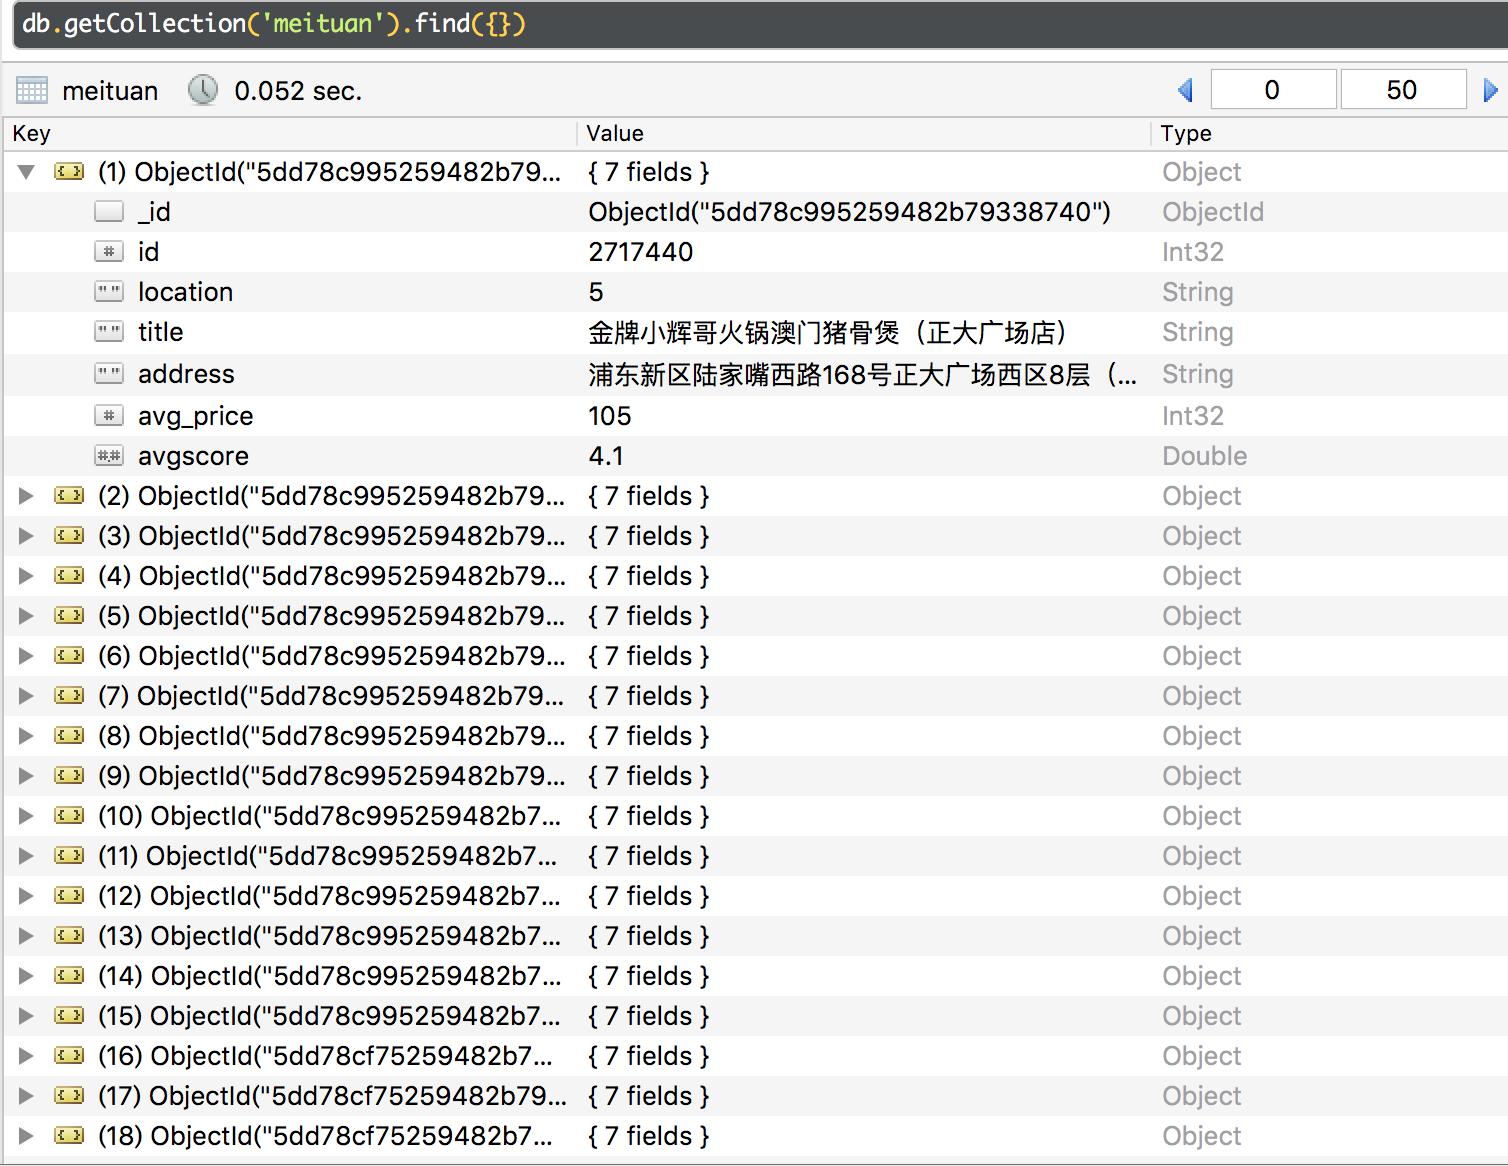 db.getCollection('meituan').find({})
meituan 0.052 sec. 0 50
Key Value Type
(1) ObjectId("5dd78c995259482b79... { 7 fields } Object
_id ObjectId("5dd78c995259482b79338740") ObjectId
# id 2717440 Int32
"" location 5 String
"" title 金牌小辉哥火锅澳门猪骨煲（正大广场店） String
"" address 浦东新区陆家嘴西路168号正大广场西区8层（... String
# avg_price 105 Int32
#.# avgscore 4.1 Double
(2) ObjectId("5dd78c995259482b79... { 7 fields } Object
(3) ObjectId("5dd78c995259482b79... { 7 fields } Object
(4) ObjectId("5dd78c995259482b79... { 7 fields } Object
(5) ObjectId("5dd78c995259482b79... { 7 fields } Object
(6) ObjectId("5dd78c995259482b79... { 7 fields } Object
(7) ObjectId("5dd78c995259482b79... { 7 fields } Object
(8) ObjectId("5dd78c995259482b79... { 7 fields } Object
(9) ObjectId("5dd78c995259482b79... { 7 fields } Object
(10) ObjectId("5dd78c995259482b7... { 7 fields } Object
(11) ObjectId("5dd78c995259482b7... { 7 fields } Object
(12) ObjectId("5dd78c995259482b7... { 7 fields } Object
(13) ObjectId("5dd78c995259482b7... { 7 fields } Object
(14) ObjectId("5dd78c995259482b7... { 7 fields } Object
(15) ObjectId("5dd78c995259482b7... { 7 fields } Object
(16) ObjectId("5dd78cf75259482b7... { 7 fields } Object
(17) ObjectId("5dd78cf75259482b79... { 7 fields } Object
(18) ObjectId("5dd78cf75259482b7... { 7 fields } Object